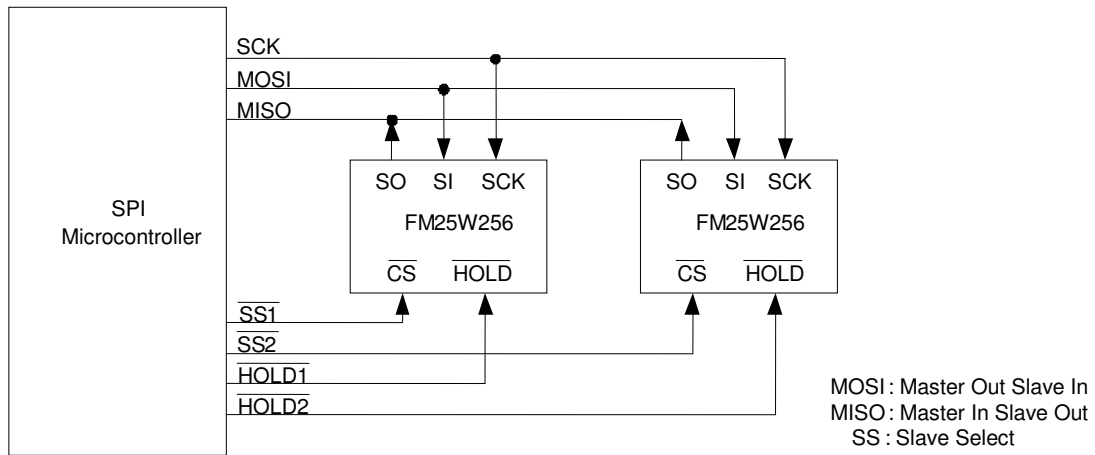 SCK
MOSI
MISO
SPI
Microcontroller
SO SI SCK
FM25W256
CS HOLD
SO SI SCK
FM25W256
CS HOLD
SS1
SS2
HOLD1
HOLD2
MOSI : Master Out Slave In
MISO : Master In Slave Out
SS : Slave Select